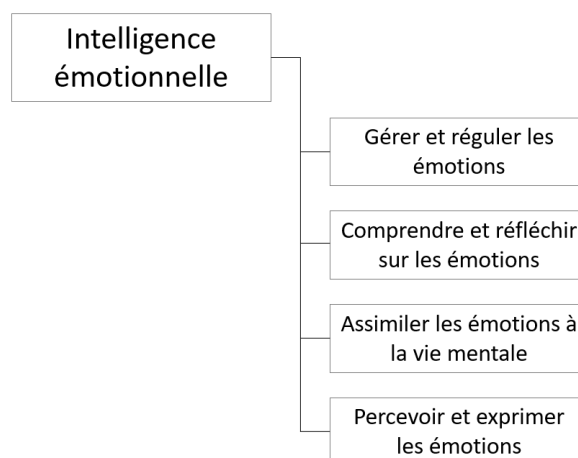 Intelligence
émotionnelle
Gérer et réguler les
émotions
Comprendre et réfléchir
sur les émotions
Assimiler les émotions à
la vie mentale
Percevoir et exprimer
les émotions